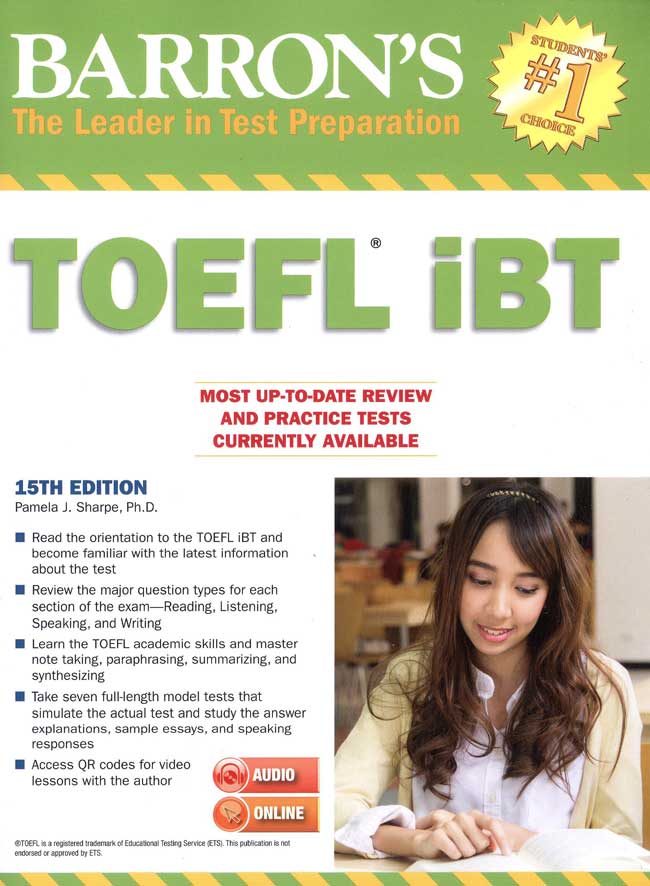 BARRON'S
The Leader in Test Preparation
STUDENTS'
#1
CHOICE
TOEFL® iBT
MOST UP-TO-DATE REVIEW
AND PRACTICE TESTS
CURRENTLY AVAILABLE
15TH EDITION
Pamela J. Sharpe, Ph.D.
■ Read the orientation to the TOEFL iBT and
become familiar with the latest information
about the test
■ Review the major question types for each
section of the exam—Reading, Listening,
Speaking, and Writing
■ Learn the TOEFL academic skills and master
note taking, paraphrasing, summarizing, and
synthesizing
■ Take seven full-length model tests that
simulate the actual test and study the answer
explanations, sample essays, and speaking
responses
■ Access QR codes for video
lessons with the author
AUDIO
ONLINE
®TOEFL is a registered trademark of Educational Testing Service (ETS). This publication is not
endorsed or approved by ETS.